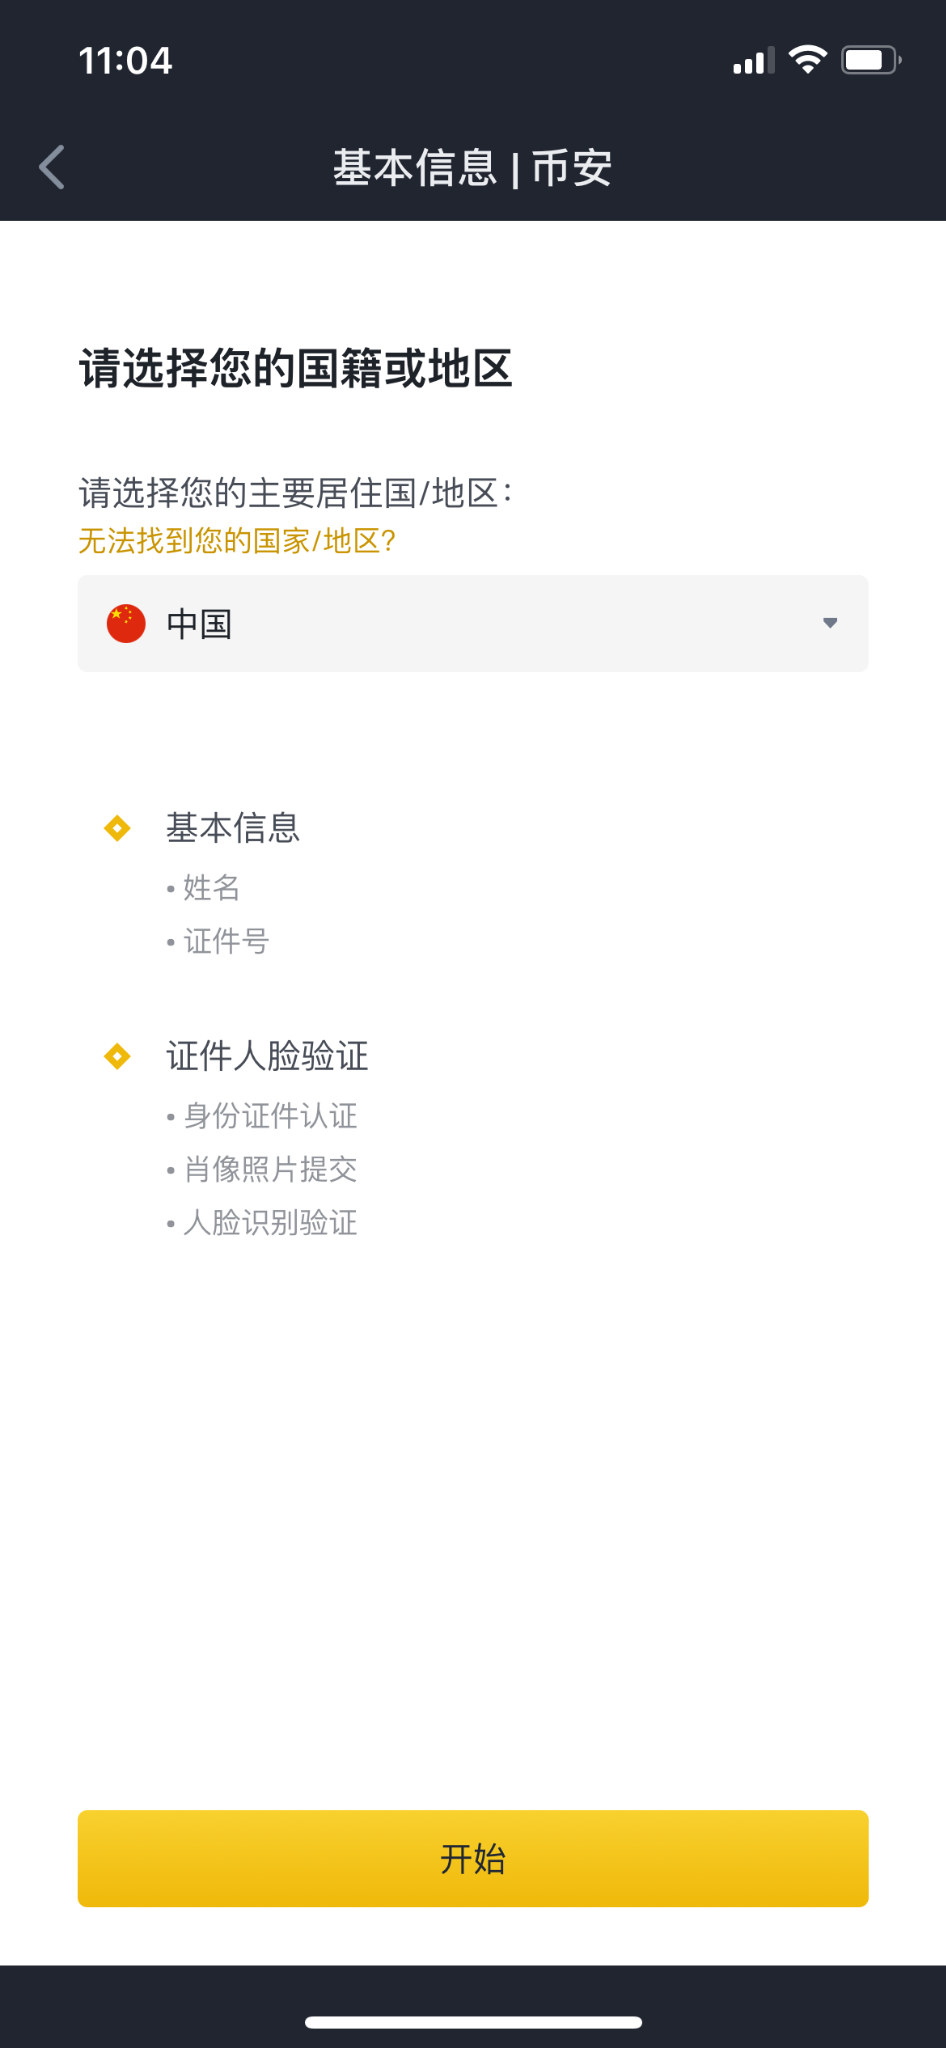 11:04
基本信息 | 币安
请选择您的国籍或地区
请选择您的主要居住国/地区：
无法找到您的国家/地区?
中国
基本信息
• 姓名
• 证件号
证件人脸验证
• 身份证件认证
• 肖像照片提交
• 人脸识别验证
开始